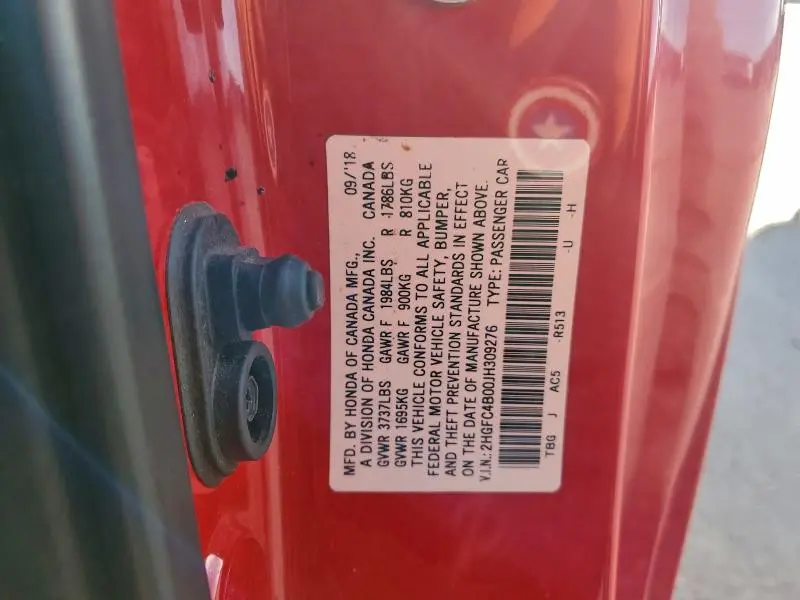 MFD. BY HONDA OF CANADA MFG., 09/'18
A DIVISION OF HONDA CANADA INC. CANADA
GVWR 3737LBS GAWR F 1984LBS R 1786LBS
GVWR 1695KG GAWR F 900KG R 810KG
THIS VEHICLE CONFORMS TO ALL APPLICABLE
FEDERAL MOTOR VEHICLE SAFETY, BUMPER,
AND THEFT PREVENTION STANDARDS IN EFFECT
ON THE DATE OF MANUFACTURE SHOWN ABOVE.
V.I.N.: 2HGFC4B00JH309276 TYPE: PASSENGER CAR
TBG J AC5 -R513 -U -H